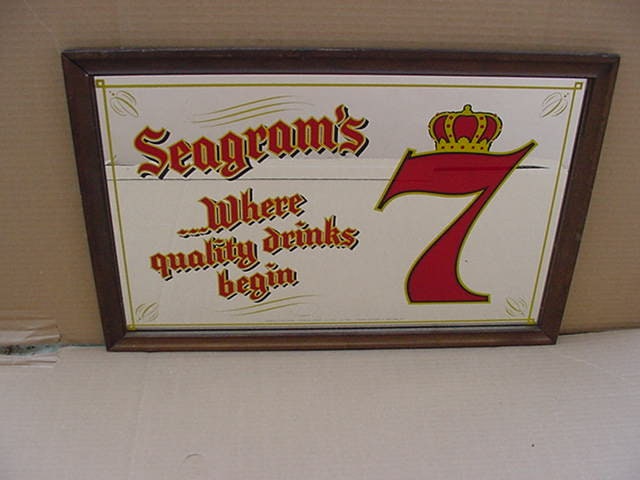 Seagram's
7
...Where
quality drinks
begin